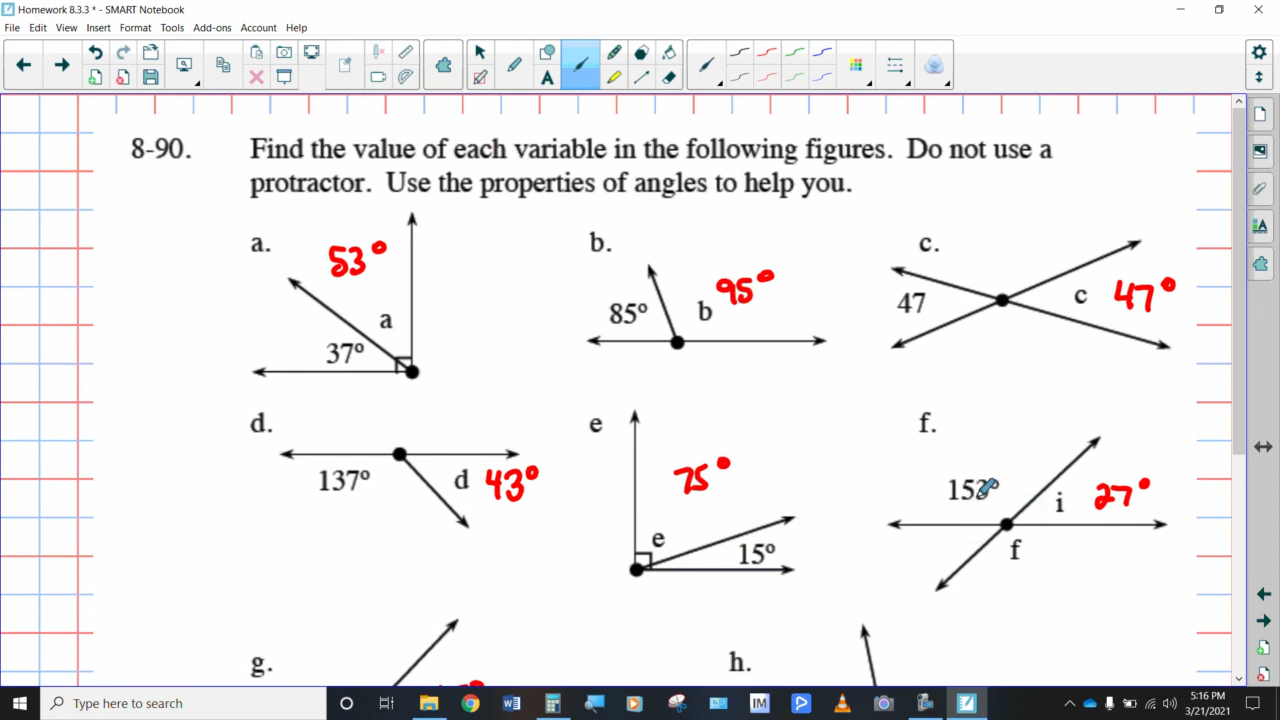 Homework 8.3.3 * - SMART Notebook
File Edit View Insert Format Tools Add-ons Account Help
8-90. Find the value of each variable in the following figures. Do not use a
protractor. Use the properties of angles to help you.
a. 53° b. 95° c.
85° b 47 c 47°
a
37°
d. e f.
137° d 43° 75° i 27°
e 15° f
g. h.
Type here to search
IM
5:16 PM
3/21/2021